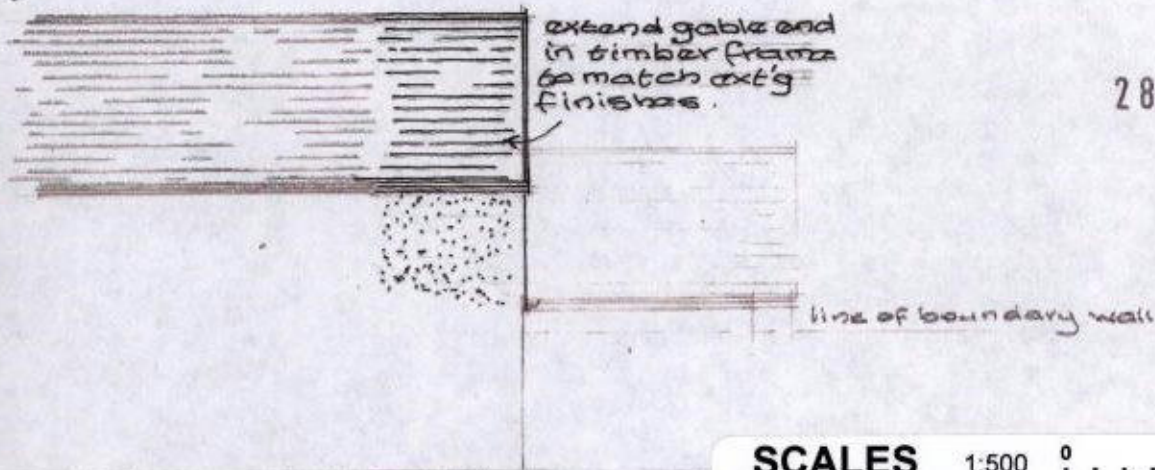 extend gable end
in timber frame
to match ext'g
finishes.
28
line of boundary wall
SCALES 1:500 0